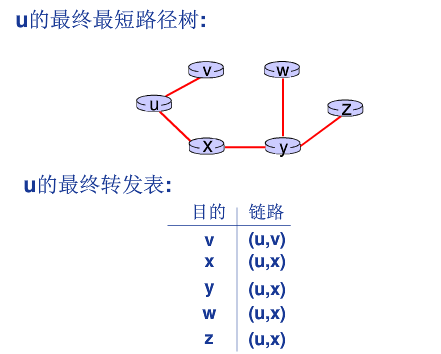 u的最终最短路径树:
v
w
u
z
x
y
u的最终转发表:
目的 链路
v (u,v)
x (u,x)
y (u,x)
w (u,x)
z (u,x)